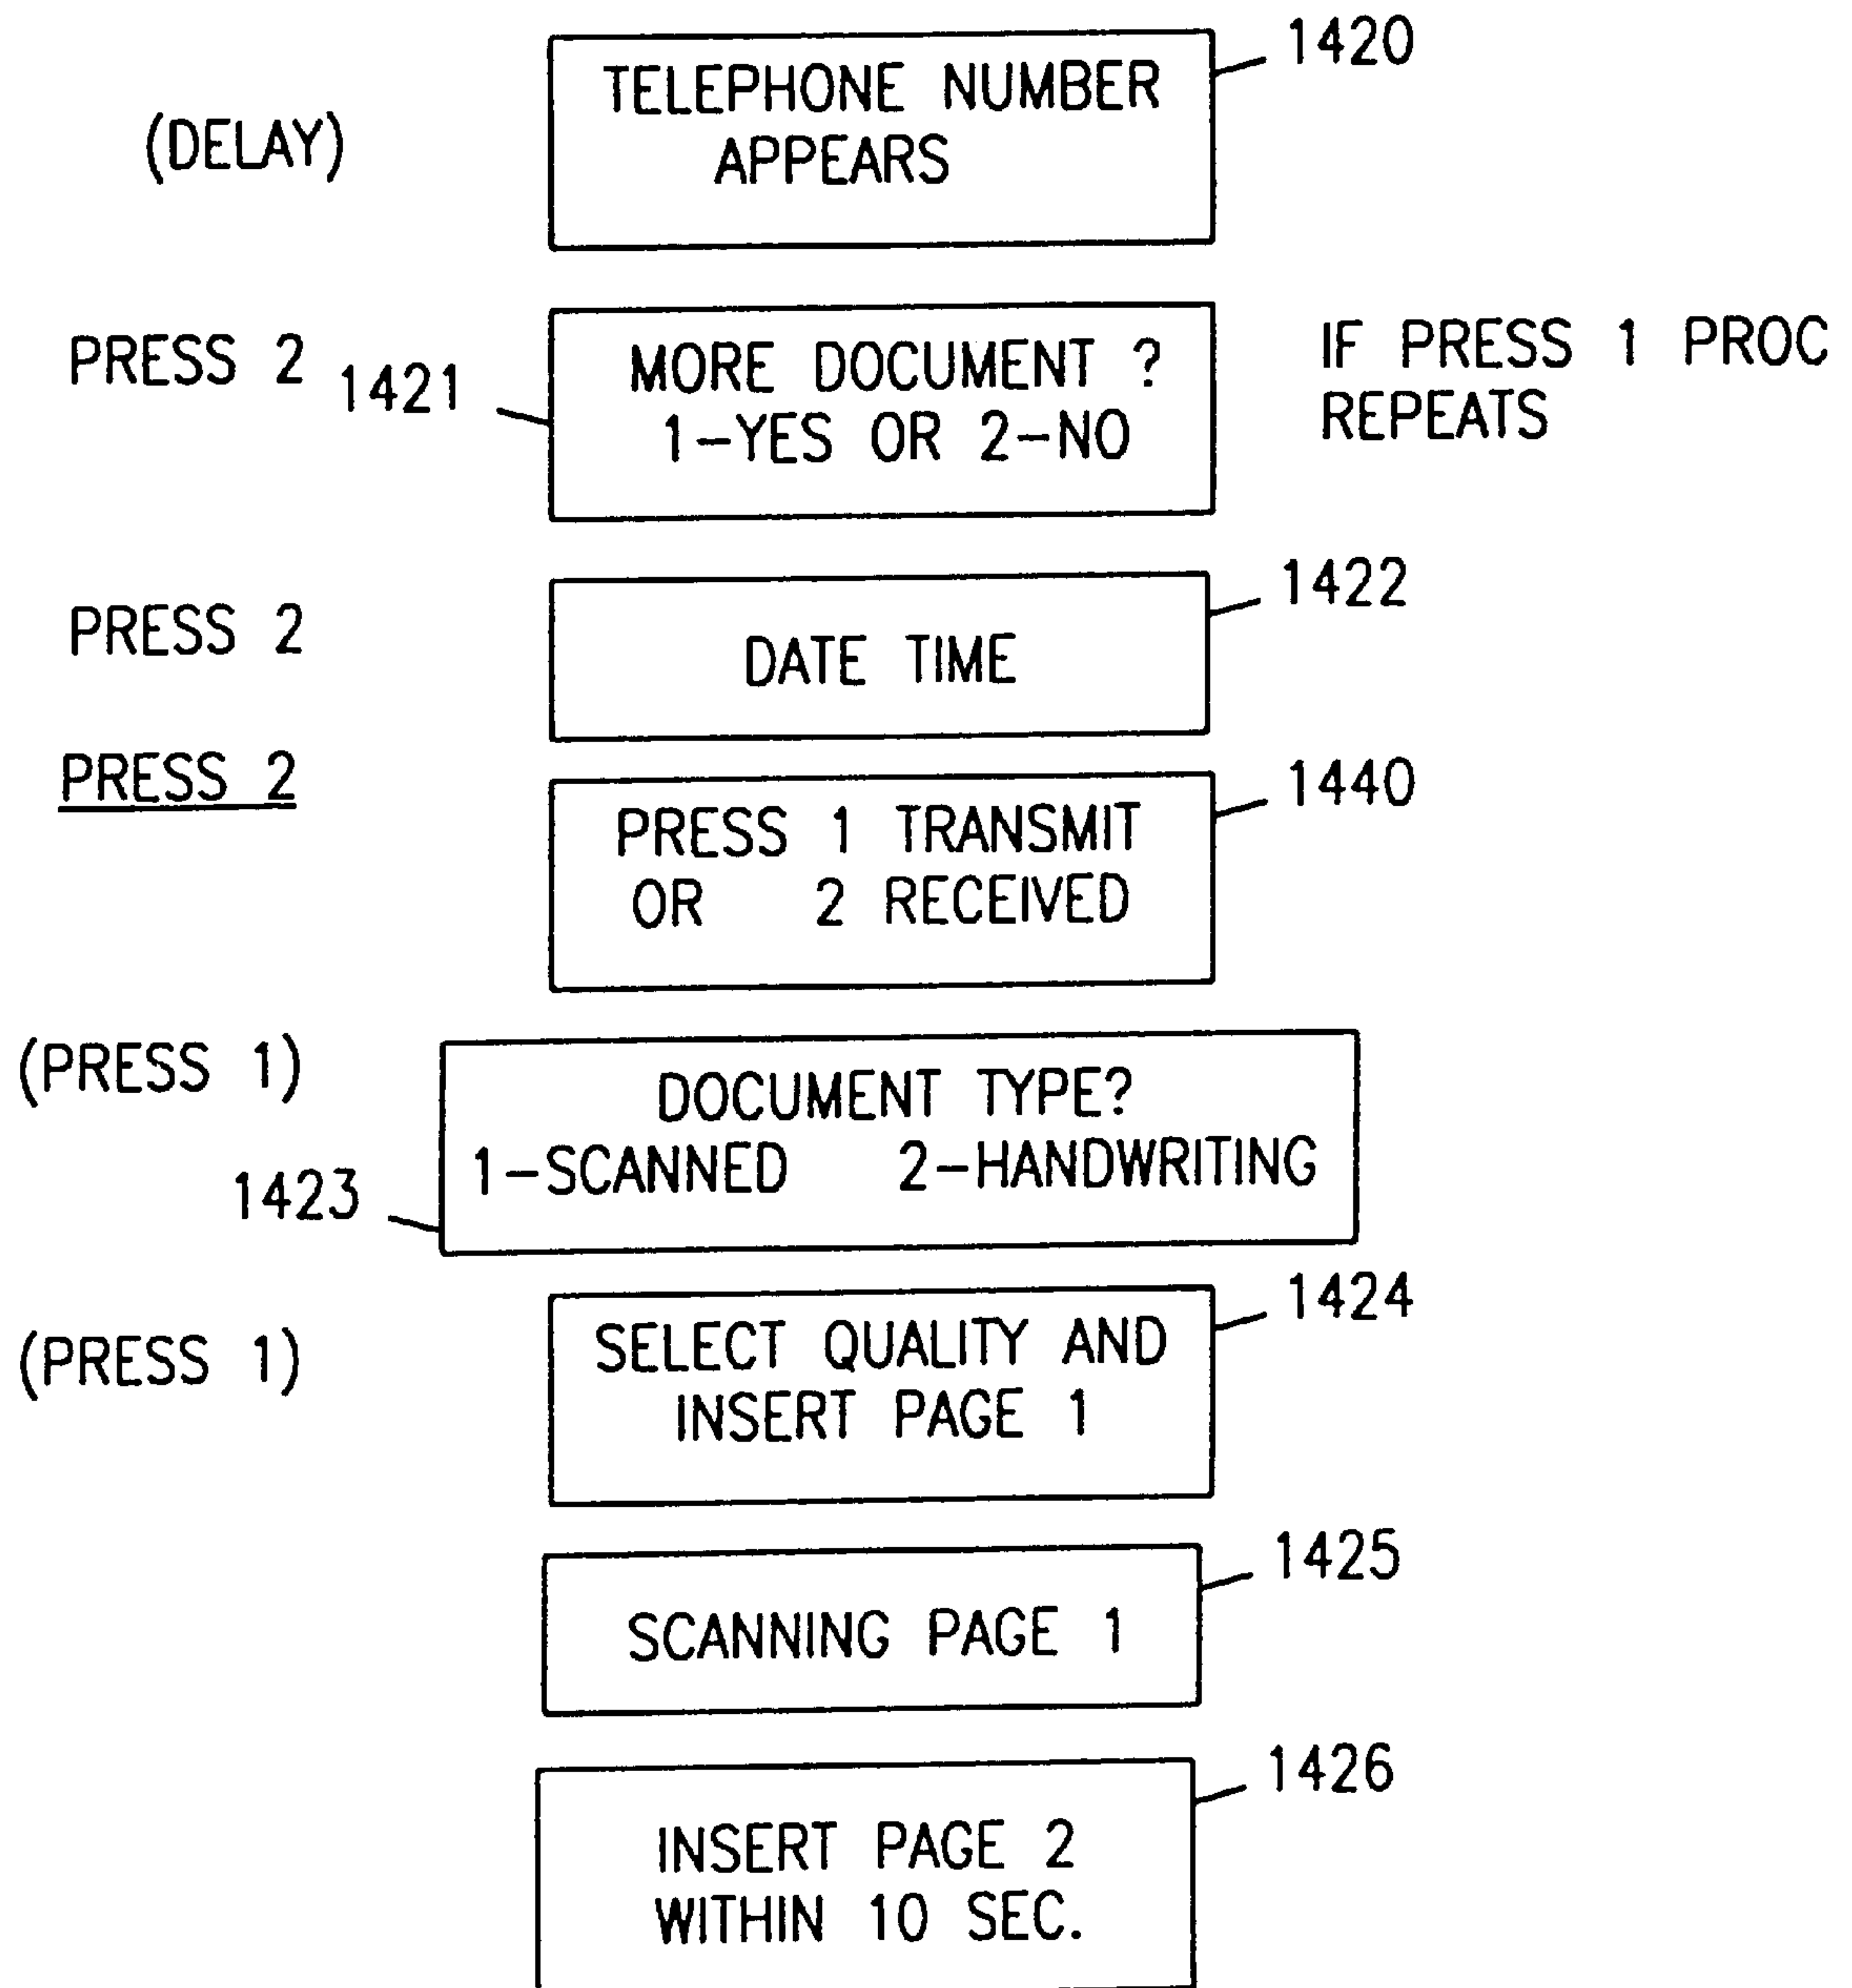 1420
TELEPHONE NUMBER
APPEARS
(DELAY)
PRESS 2
1421
MORE DOCUMENT ?
1-YES OR 2-NO
IF PRESS 1 PROC
REPEATS
1422
PRESS 2
DATE TIME
PRESS 2
1440
PRESS 1 TRANSMIT
OR 2 RECEIVED
(PRESS 1)
DOCUMENT TYPE?
1-SCANNED 2-HANDWRITING
1423
1424
(PRESS 1)
SELECT QUALITY AND
INSERT PAGE 1
1425
SCANNING PAGE 1
1426
INSERT PAGE 2
WITHIN 10 SEC.